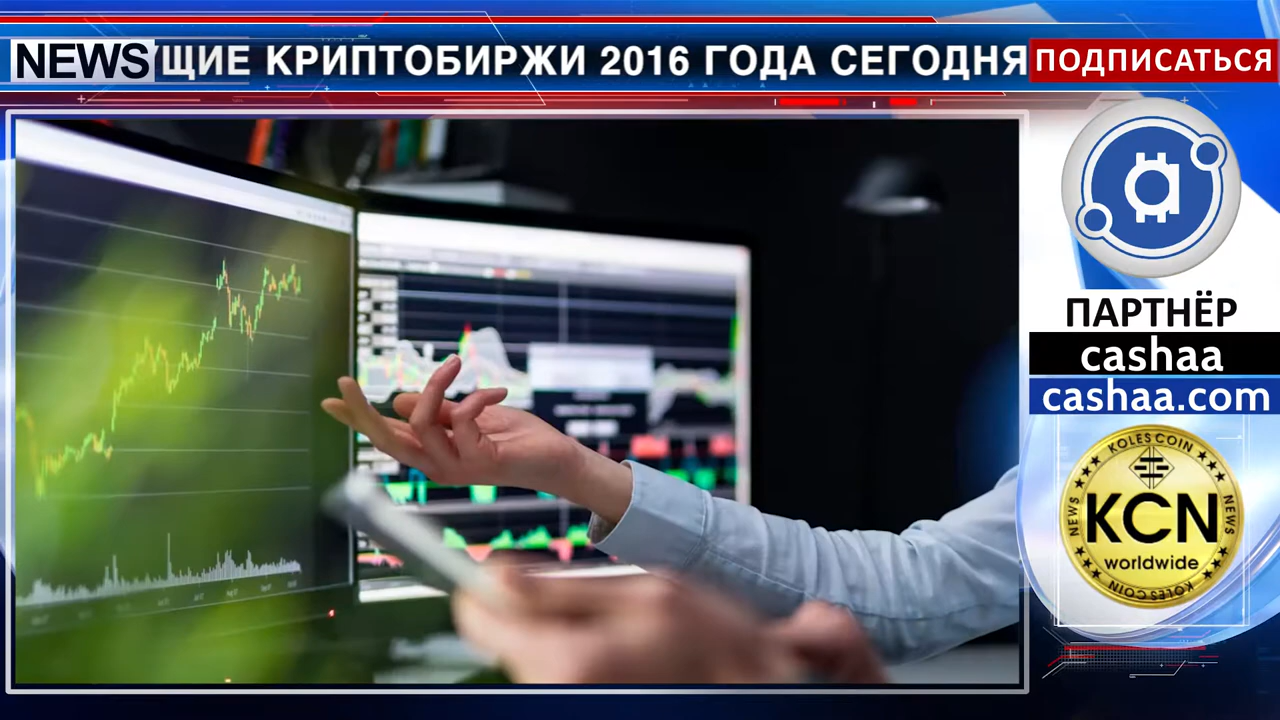 NEWS
ЩИЕ КРИПТОБИРЖИ 2016 ГОДА СЕГОДНЯ
ПОДПИСАТЬСЯ
ПАРТНЁР
cashaa
cashaa.com
KOLES COIN
NEWS
KCN
NEWS
worldwide
KOLES COIN